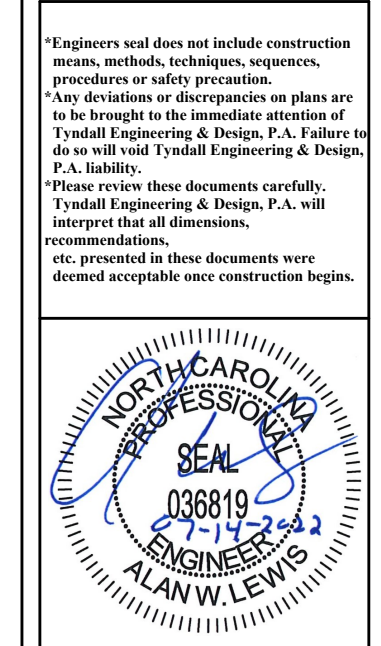 *Engineers seal does not include construction
means, methods, techniques, sequences,
procedures or safety precaution.
*Any deviations or discrepancies on plans are
to be brought to the immediate attention of
Tyndall Engineering & Design, P.A. Failure to
do so will void Tyndall Engineering & Design,
P.A. liability.
*Please review these documents carefully.
Tyndall Engineering & Design, P.A. will
interpret that all dimensions,
recommendations,
etc. presented in these documents were
deemed acceptable once construction begins.
NORTH CAROLINA
PROFESSIONAL
SEAL
036819
07-14-2022
ENGINEER
ALAN W. LEWIS